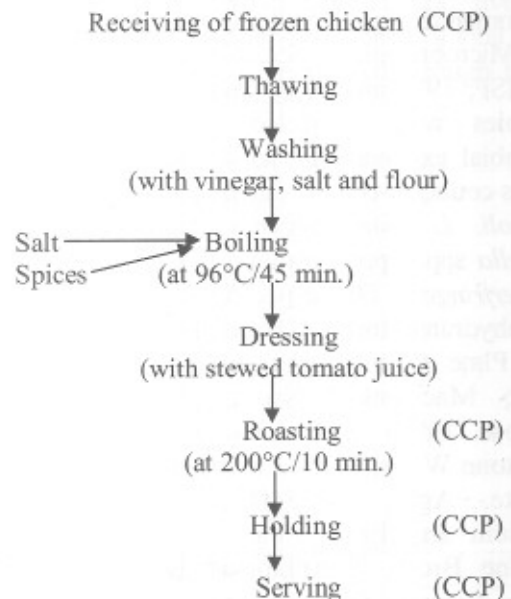 Receiving of frozen chicken (CCP)
Thawing
Washing
(with vinegar, salt and flour)
Salt
Boiling
Spices
(at 96°C/45 min.)
Dressing
(with stewed tomato juice)
Roasting (CCP)
(at 200°C/10 min.)
Holding (CCP)
Serving (CCP)